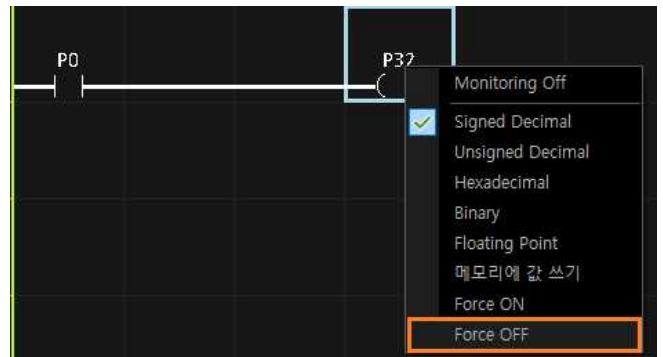 P0
P32
Monitoring Off
Signed Decimal
Unsigned Decimal
Hexadecimal
Binary
Floating Point
메모리에 값 쓰기
Force ON
Force OFF